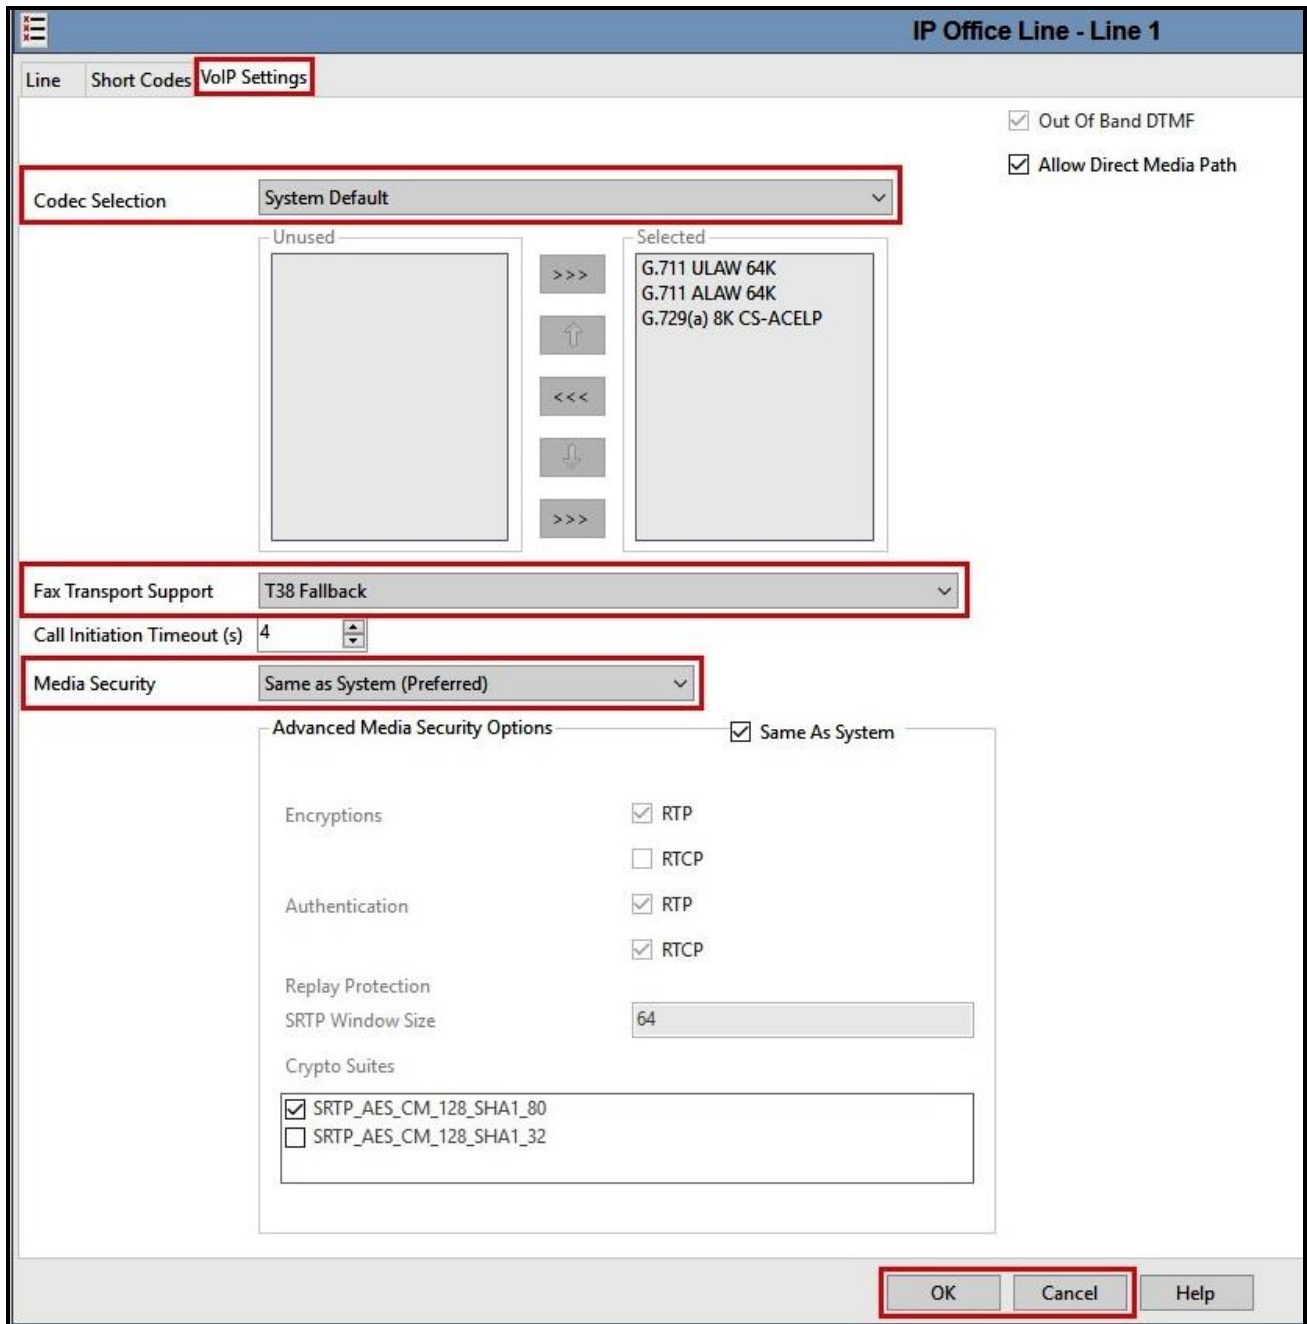 IP Office Line - Line 1
Line Short Codes VoIP Settings
Out Of Band DTMF
Allow Direct Media Path
Codec Selection System Default
Unused Selected
>>>
<<<
>>>
G.711 ULAW 64K
G.711 ALAW 64K
G.729(a) 8K CS-ACELP
Fax Transport Support T38 Fallback
Call Initiation Timeout (s) 4
Media Security Same as System (Preferred)
Advanced Media Security Options Same As System
Encryptions RTP
RTCP
Authentication RTP
RTCP
Replay Protection
SRTP Window Size 64
Crypto Suites
SRTP_AES_CM_128_SHA1_80
SRTP_AES_CM_128_SHA1_32
OK Cancel Help